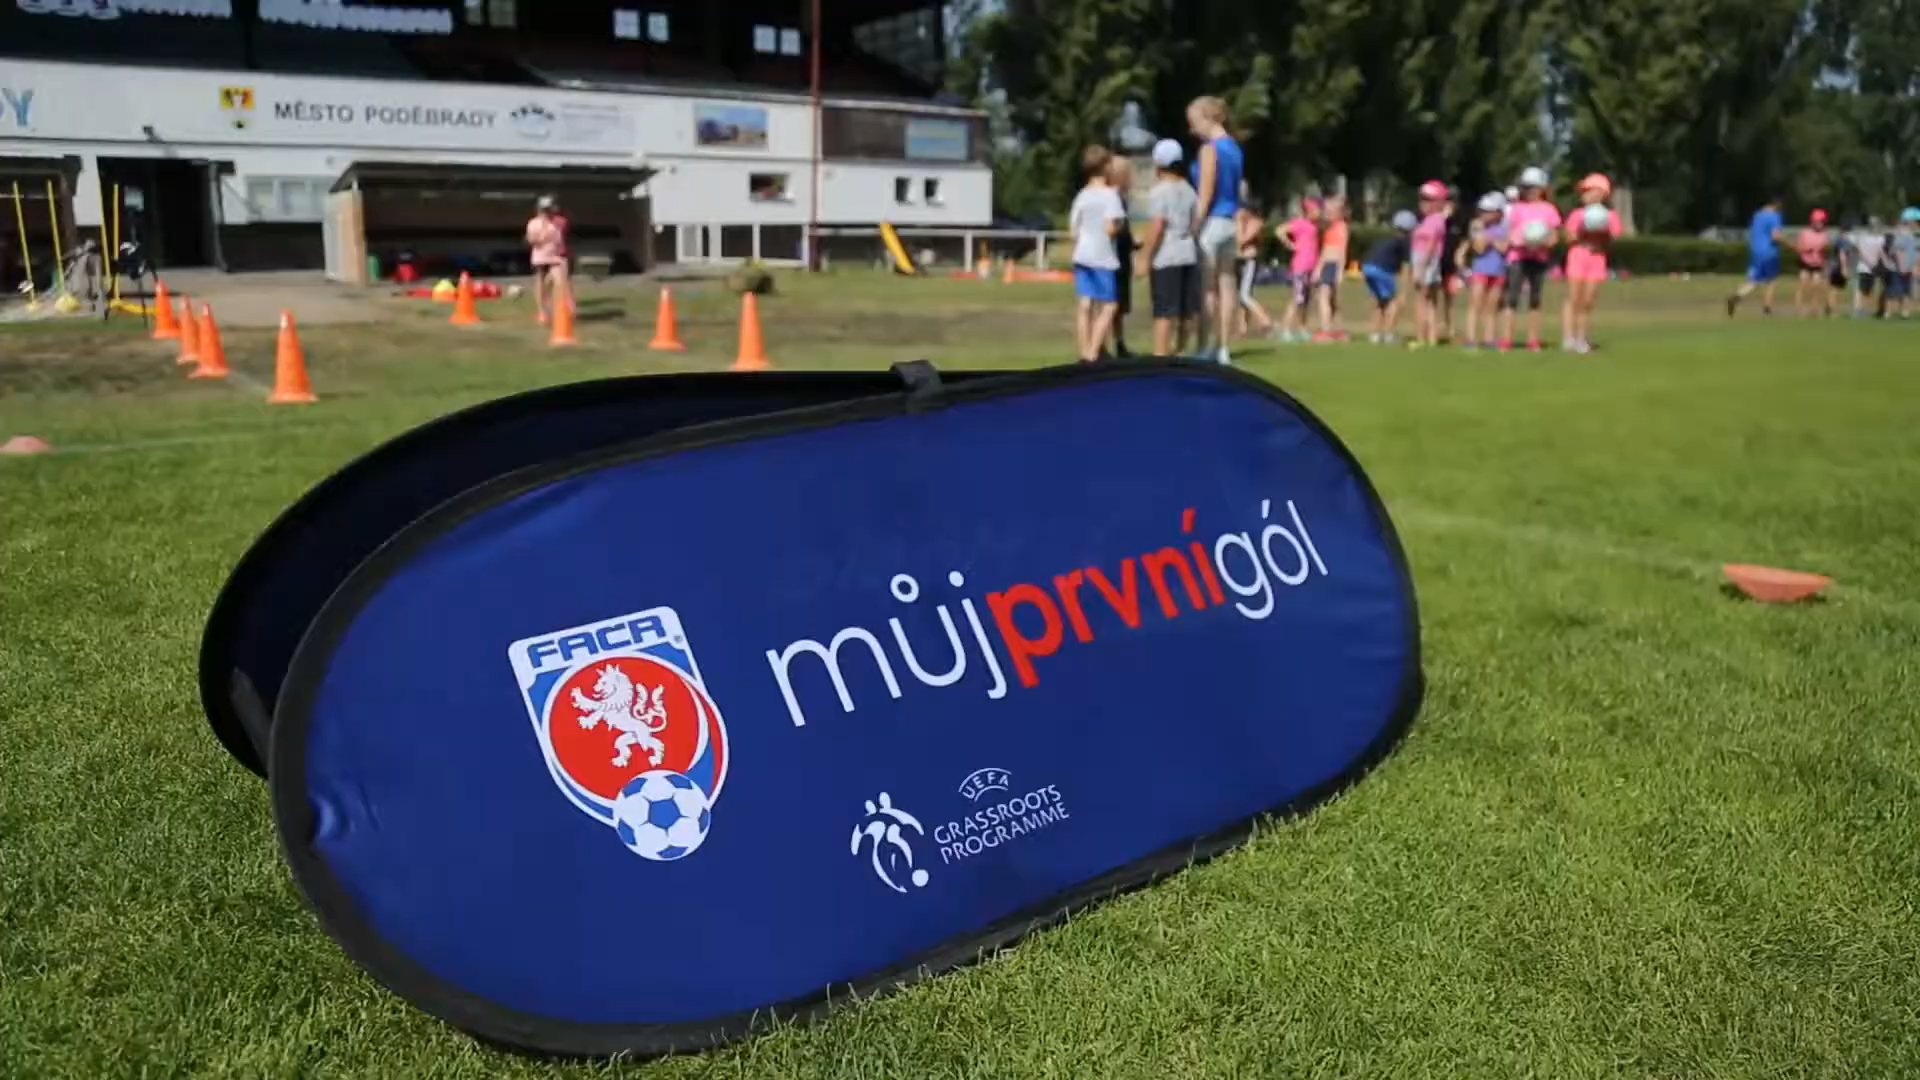 MĚSTO PODĚBRADY
FAČR
můjprvnígól
UEFA
GRASSROOTS
PROGRAMME